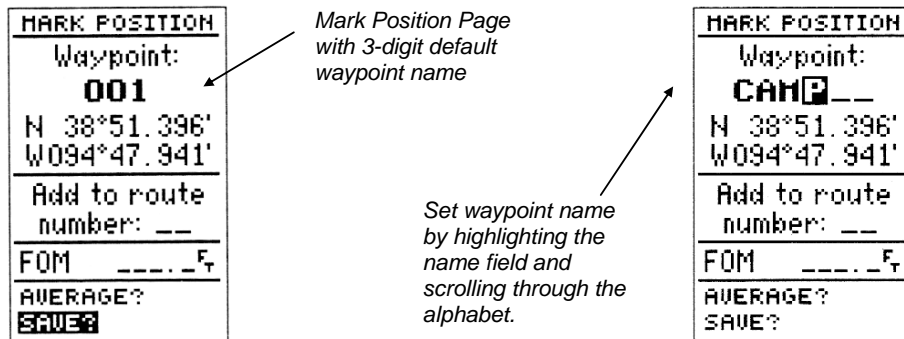 MARK POSITION
Waypoint:
001
N 38°51.396'
W094°47.941'
Add to route
number: __
FOM ___._FT
AVERAGE?
SAVE?
Mark Position Page
with 3-digit default
waypoint name
Set waypoint name
by highlighting the
name field and
scrolling through the
alphabet.
MARK POSITION
Waypoint:
CAMP__
N 38°51.396'
W094°47.941'
Add to route
number: __
FOM ___._FT
AVERAGE?
SAVE?